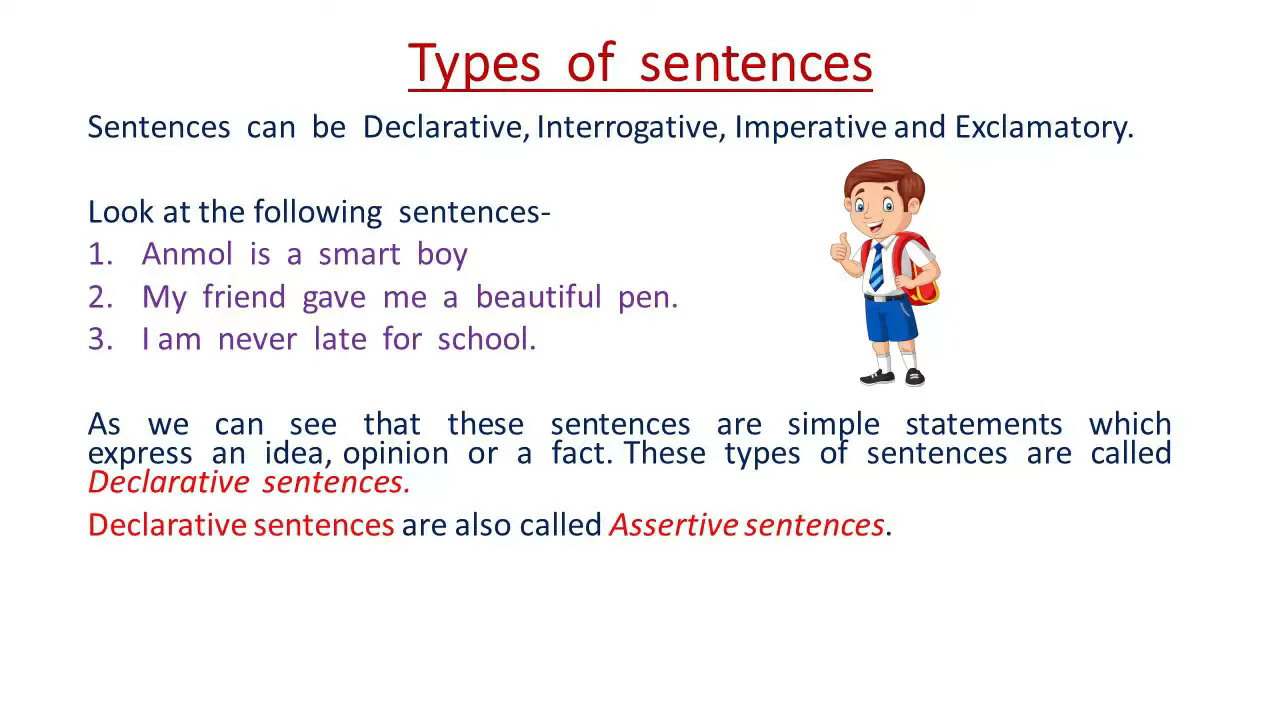 Types of sentences
Sentences can be Declarative, Interrogative, Imperative and Exclamatory.
Look at the following sentences-
1. Anmol is a smart boy
2. My friend gave me a beautiful pen.
3. I am never late for school.
As we can see that these sentences are simple statements which
express an idea, opinion or a fact. These types of sentences are called
Declarative sentences.
Declarative sentences are also called Assertive sentences.